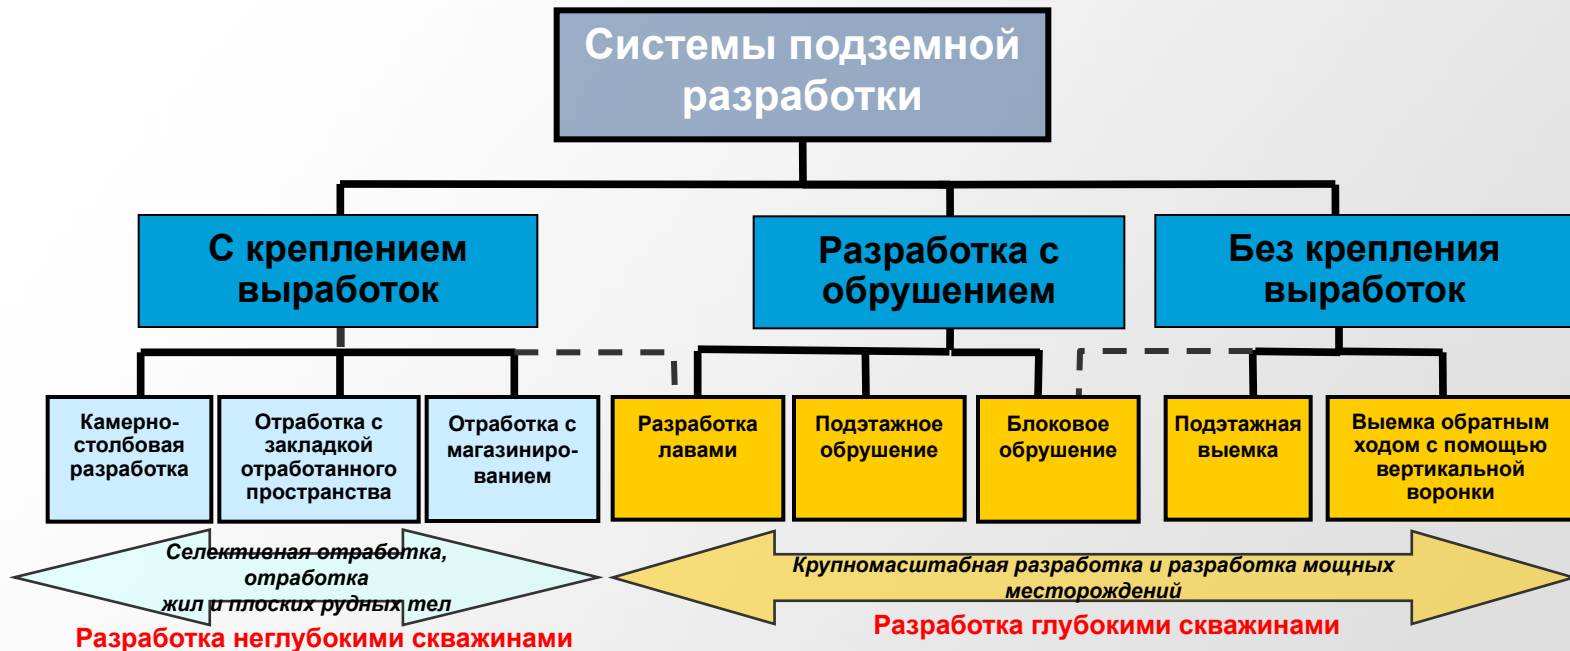 Системы подземной
разработки
С креплением
выработок
Разработка с
обрушением
Без крепления
выработок
Камерно-
столбовая
разработка
Отработка с
закладкой
отработанного
пространства
Отработка с
магазиниро-
ванием
Разработка
лавами
Подэтажное
обрушение
Блоковое
обрушение
Подэтажная
выемка
Выемка обратным
ходом с помощью
вертикальной
воронки
Селективная отработка,
отработка
жил и плоских рудных тел
Крупномасштабная разработка и разработка мощных
месторождений
Разработка неглубокими скважинами
Разработка глубокими скважинами